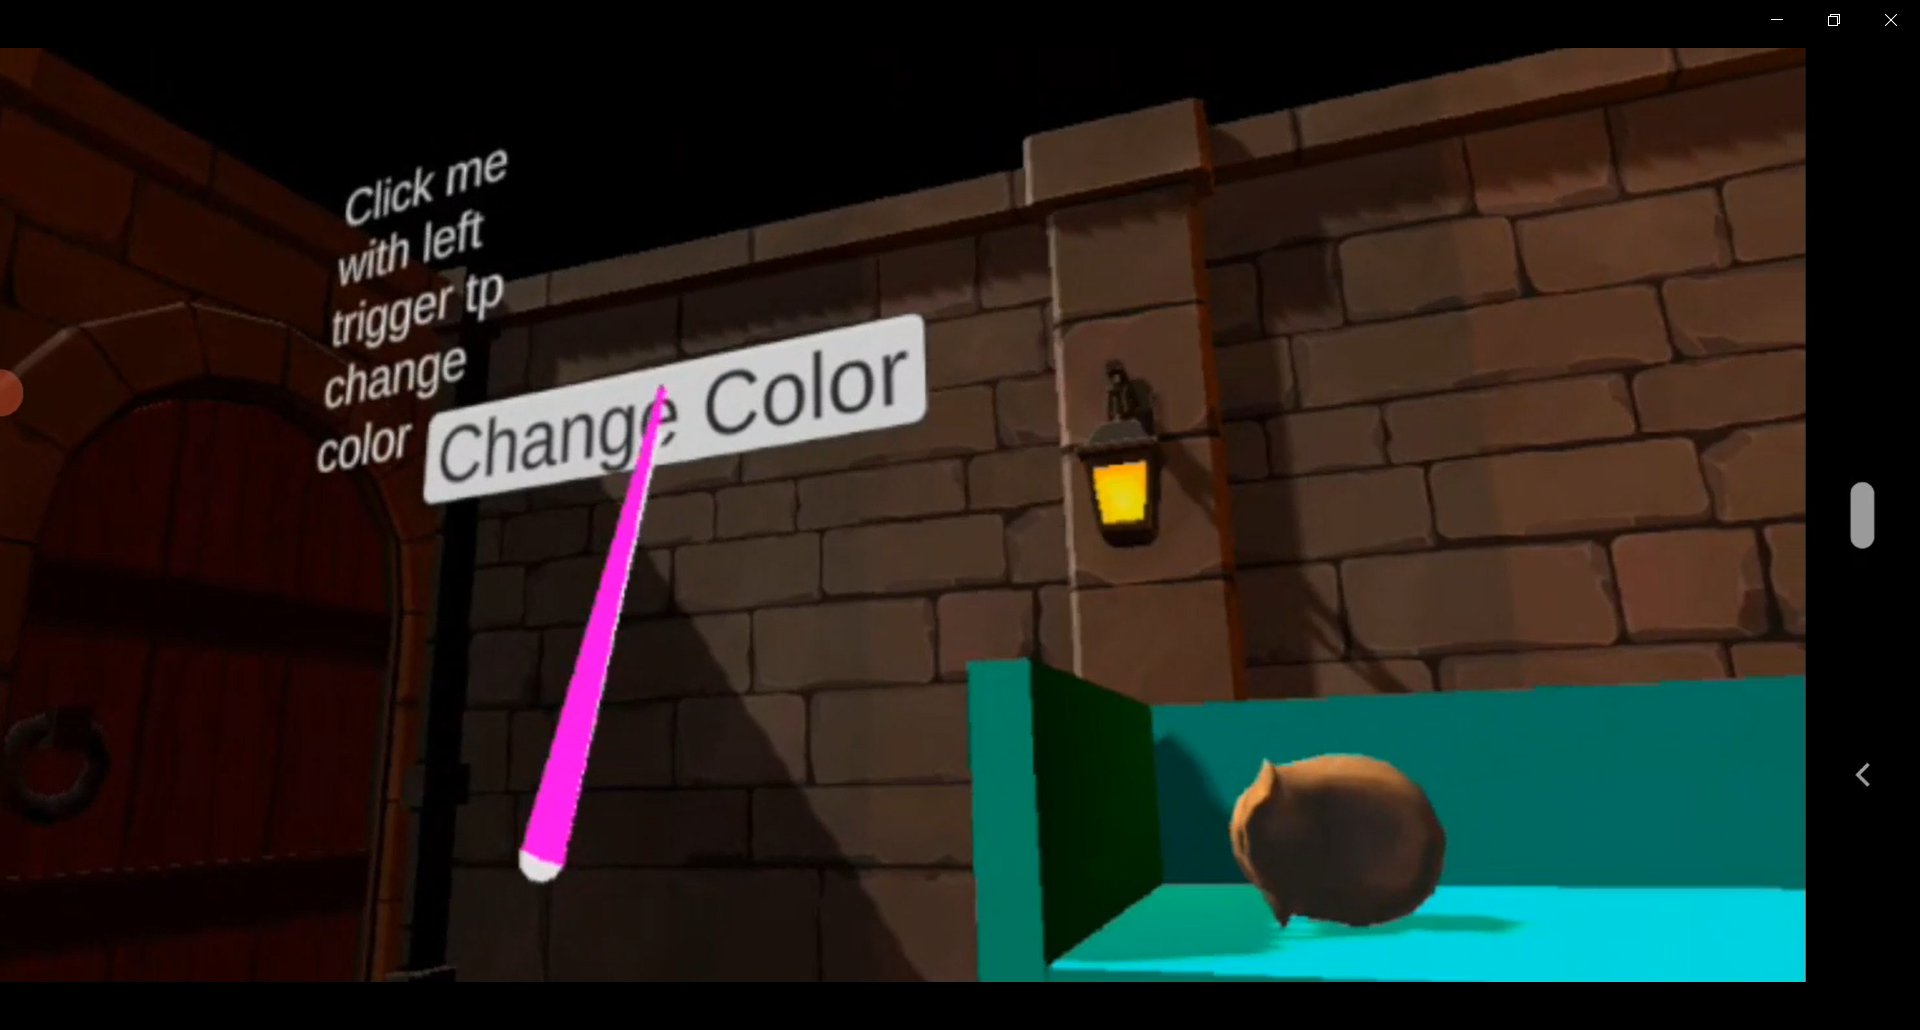 Click me
with left
trigger tp
change
color
Change Color